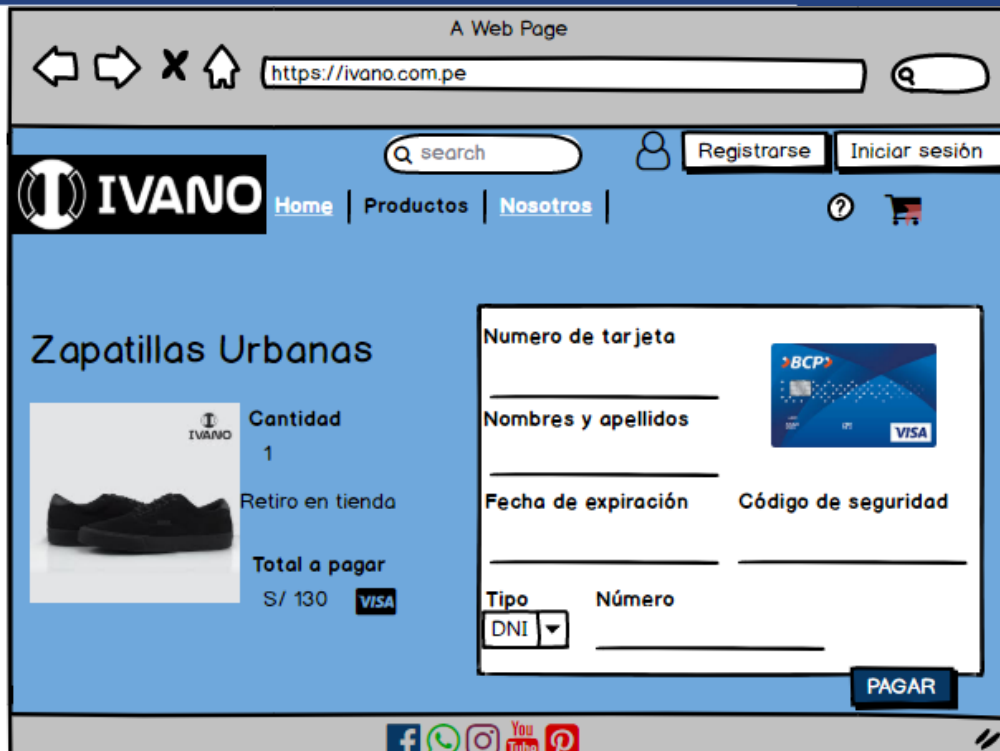 A Web Page
https://ivano.com.pe
search
Registrarse
Iniciar sesión
IVANO
Home
Productos
Nosotros
?
Zapatillas Urbanas
IVANO
Cantidad
1
Retiro en tienda
Total a pagar
S/ 130
VISA
Numero de tarjeta
BCP
VISA
Nombres y apellidos
Fecha de expiración
Código de seguridad
Tipo
Número
DNI
PAGAR
f
You
Tube